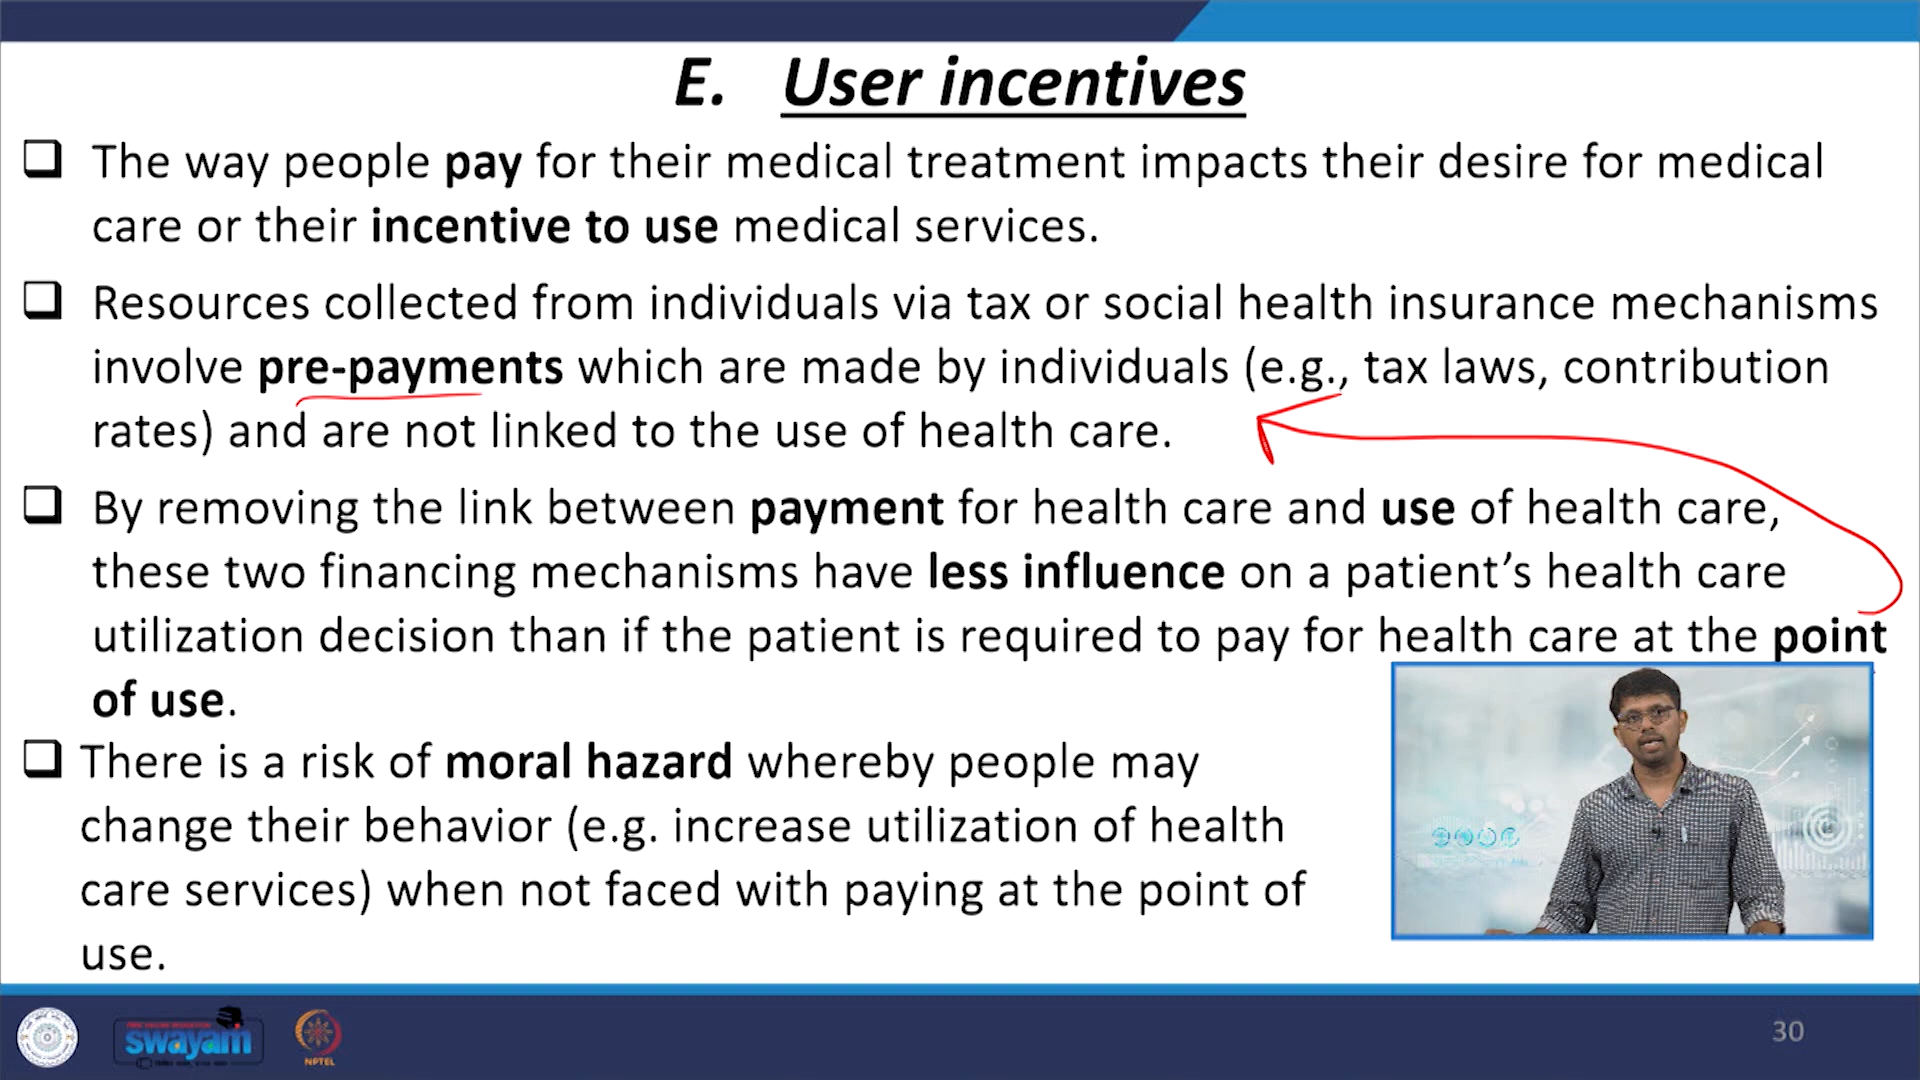 E. User incentives
The way people pay for their medical treatment impacts their desire for medical
care or their incentive to use medical services.
Resources collected from individuals via tax or social health insurance mechanisms
involve pre-payments which are made by individuals (e.g., tax laws, contribution
rates) and are not linked to the use of health care.
By removing the link between payment for health care and use of health care,
these two financing mechanisms have less influence on a patient’s health care
utilization decision than if the patient is required to pay for health care at the point
of use.
There is a risk of moral hazard whereby people may
change their behavior (e.g. increase utilization of health
care services) when not faced with paying at the point of
use.
swayam
NPTEL
30